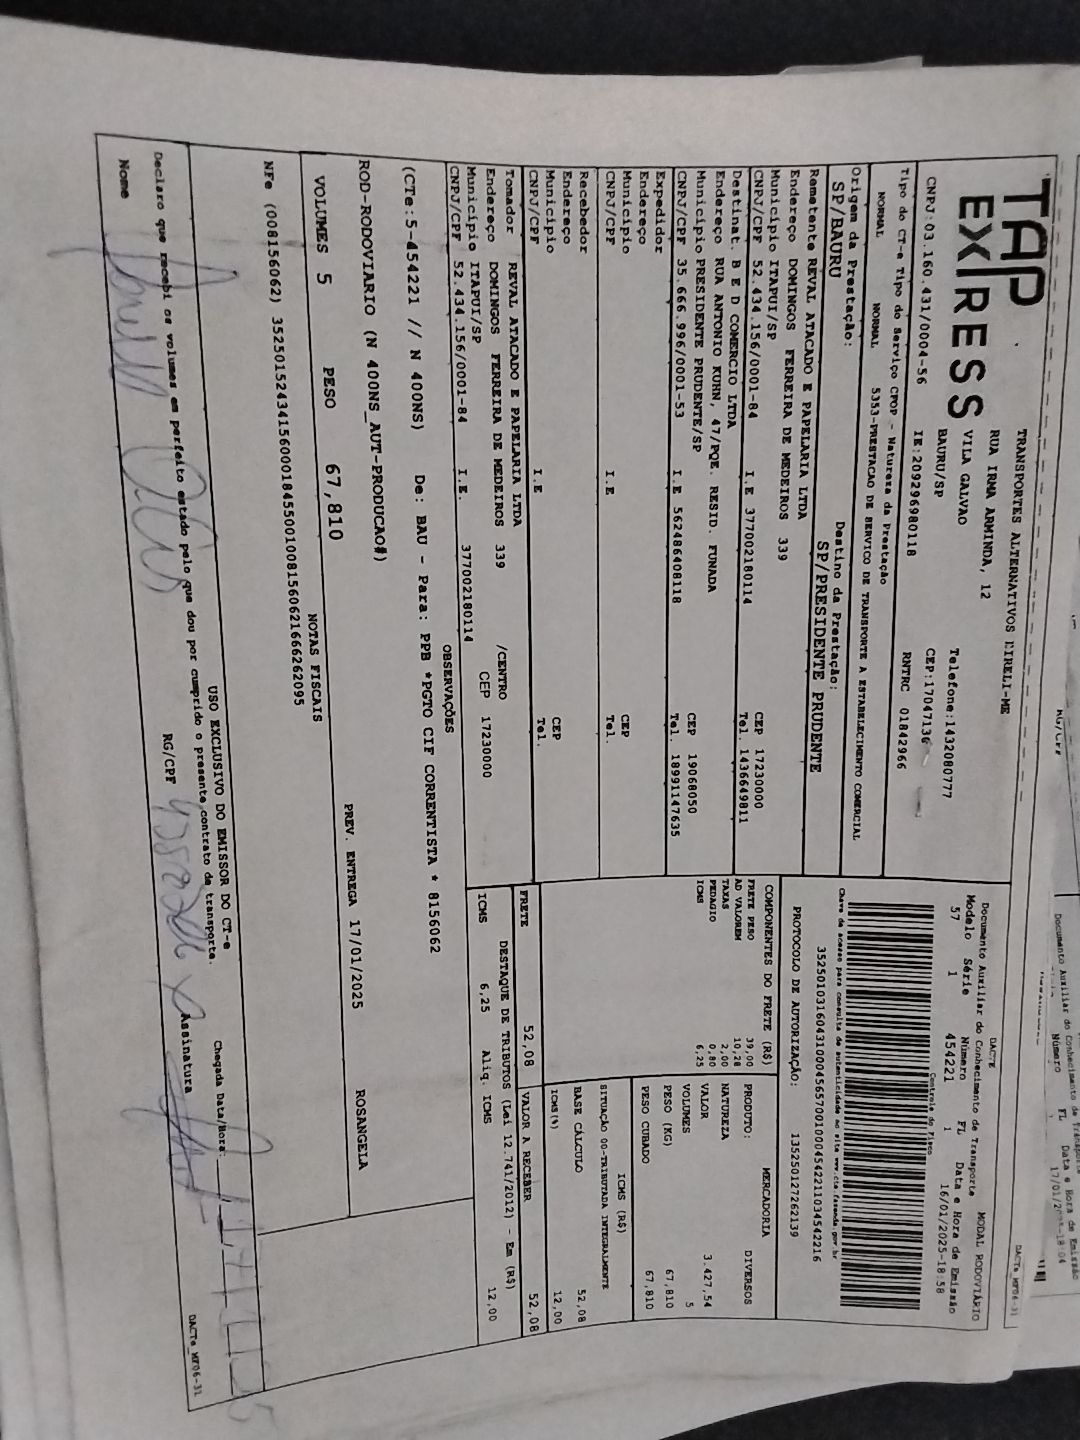 TAP
EXPRESS
TRANSPORTES ALTERNATIVOS EIRELI-ME
RUA IRMA ARMINDA, 12
VILA GALVAO
BAURU/SP
Telefone:1432080777
CEP:17047136
CNPJ:03.160.431/0004-56
IE:209296980118
RNTRC 01842966
Tipo do CT-e Tipo do Serviço CFOP - Natureza da Prestação
NORMAL NORMAL 5353-PRESTACAO DE SERVICO DE TRANSPORTE A ESTABELECIMENTO COMERCIAL
Origem da Prestação:
SP/BAURU
Destino da Prestação:
SP/PRESIDENTE PRUDENTE
DACTE
Documento Auxiliar do Conhecimento de Transporte MODAL RODOVIÁRIO
Modelo Série Número FL Data e Hora de Emissão
57 1 454221 1 16/01/2025-18:58
Controle do Fisco
Chave de acesso para consulta de autenticidade no site www.cte.fazenda.gov.br
PROTOCOLO DE AUTORIZAÇÃO: 135250127262139
Remetente REVAL ATACADO E PAPELARIA LTDA
Endereço DOMINGOS FERREIRA DE MEDEIROS 339
Município ITAPUI/SP CEP 17230000
CNPJ/CPF 52.434.156/0001-84 I.E 377002180114 Tel. 1436649811
Destinat. B E D COMERCIO LTDA
Endereço RUA ANTONIO KUHN, 47/PQE. RESID. FUNADA
Município PRESIDENTE PRUDENTE/SP CEP 19068050
CNPJ/CPF 35.666.996/0001-53 I.E 562486408118 Tel. 18991147635
Expedidor
Endereço
Município CEP
CNPJ/CPF I.E Tel.
Recebedor
Endereço
Município CEP
CNPJ/CPF I.E Tel.
Tomador REVAL ATACADO E PAPELARIA LTDA
Endereço DOMINGOS FERREIRA DE MEDEIROS 339 /CENTRO
Município ITAPUI/SP CEP 17230000
CNPJ/CPF 52.434.156/0001-84 I.E. 377002180114
COMPONENTES DO FRETE (R$)
FRETE PESO 39,00
AD VALOREM 10,28
TAXAS 2,00
PEDAGIO 0,80
ICMS 6,25
MERCADORIA
PRODUTO: DIVERSOS
NATUREZA
VALOR 3.427,54
VOLUMES 5
PESO (KG) 67,810
PESO CUBADO 67,810
ICMS (R$)
SITUAÇÃO 00-TRIBUTADA INTEGRALMENTE
BASE CÁLCULO 52,08
ICMS(%) 12,00
FRETE 52,08 VALOR A RECEBER 52,08
DESTAQUE DE TRIBUTOS (Lei 12.741/2012) - Em (R$)
ICMS 6,25 Aliq. ICMS 12,00
OBSERVAÇÕES
(CTe:5-454221 // N 400NS) De: BAU - Para: PPB *PGTO CIF CORRENTISTA * 8156062
ROD-RODOVIARIO (N 400NS_AUT-PRODUCAO#)
PREV. ENTREGA 17/01/2025 ROSANGELA
VOLUMES 5 PESO 67,810
NOTAS FISCAIS
NFe (008156062) 35250152434156000184550010081560621666262095
USO EXCLUSIVO DO EMISSOR DO CT-e
Declaro que recebi os volumes em perfeito estado pelo que dou por cumprido o presente contrato de transporte.
Chegada Data/Hora:
Nome RG/CPF Assinatura
DACTe_MF06-31